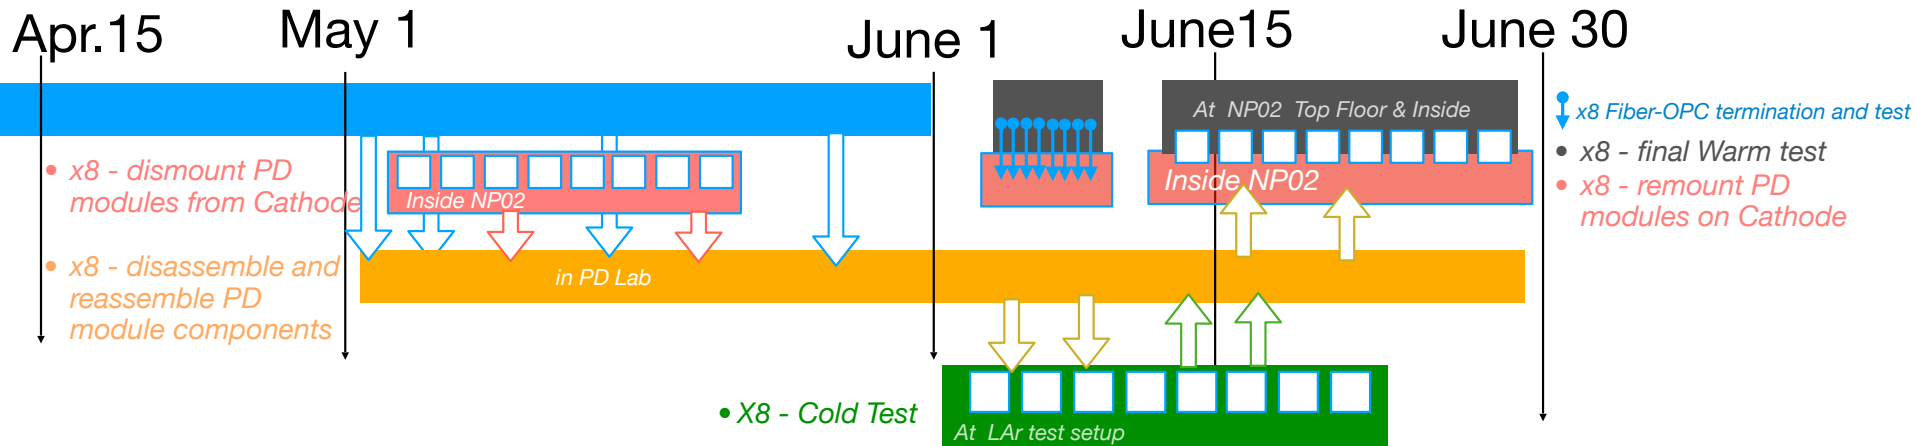 Apr.15
May 1
June 1
June15
June 30
At NP02 Top Floor & Inside
x8 Fiber-OPC termination and test
• x8 - final Warm test
• x8 - remount PD
modules on Cathode
• x8 - dismount PD
modules from Cathode
Inside NP02
Inside NP02
• x8 - disassemble and
reassemble PD
module components
in PD Lab
• X8 - Cold Test
At LAr test setup